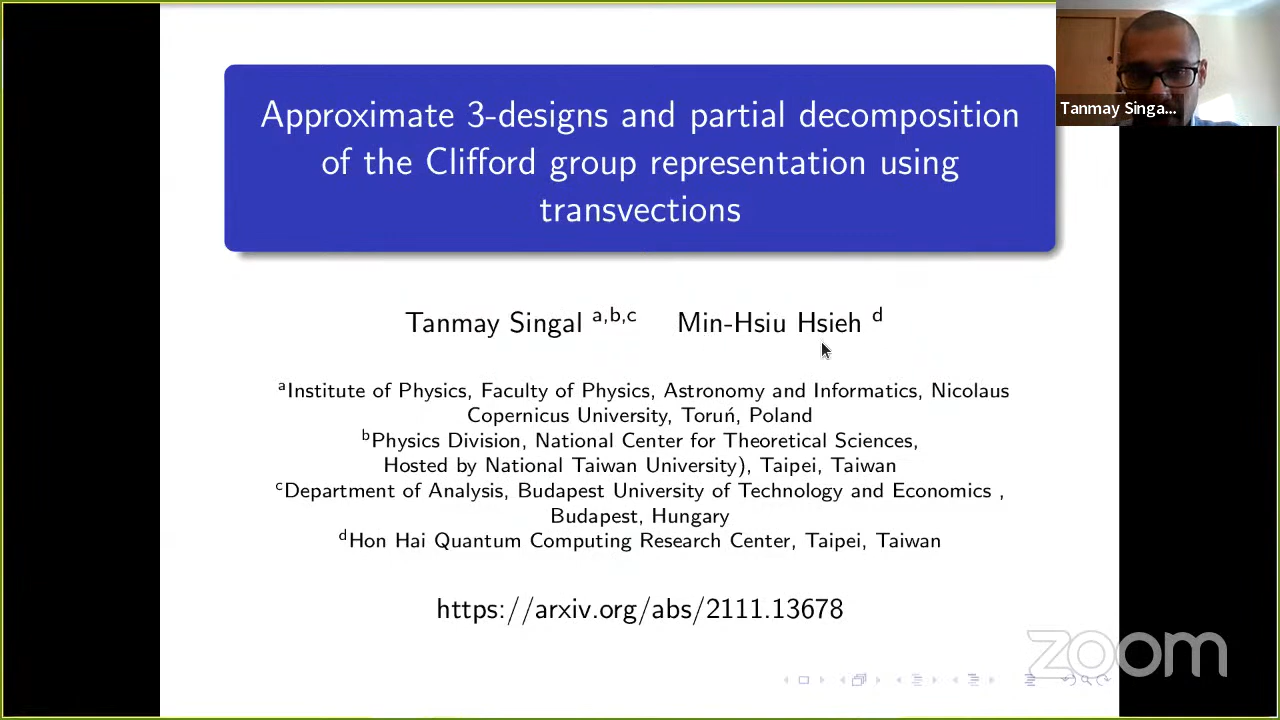 Approximate 3-designs and partial decomposition
of the Clifford group representation using
transvections
Tanmay Singa...
Tanmay Singal a,b,c Min-Hsiu Hsieh d
aInstitute of Physics, Faculty of Physics, Astronomy and Informatics, Nicolaus
Copernicus University, Toruń, Poland
bPhysics Division, National Center for Theoretical Sciences,
Hosted by National Taiwan University), Taipei, Taiwan
cDepartment of Analysis, Budapest University of Technology and Economics ,
Budapest, Hungary
dHon Hai Quantum Computing Research Center, Taipei, Taiwan
https://arxiv.org/abs/2111.13678
zoom